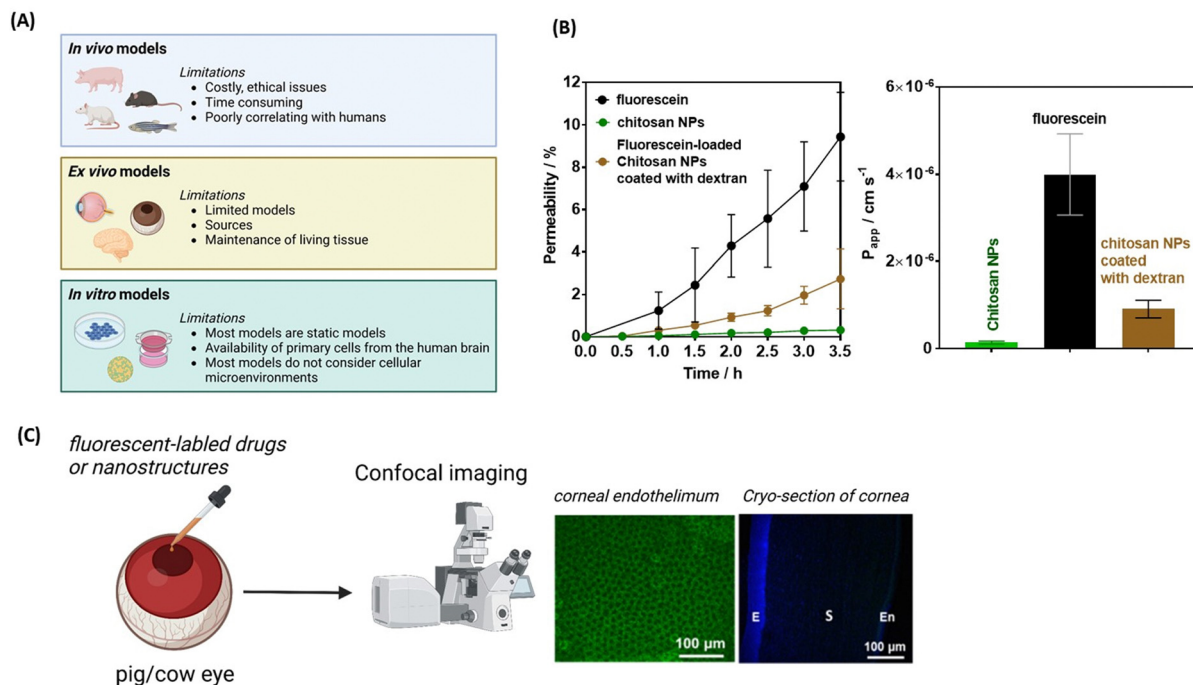 (A)
In vivo models
Limitations
• Costly, ethical issues
• Time consuming
• Poorly correlating with humans
Ex vivo models
Limitations
• Limited models
• Sources
• Maintenance of living tissue
In vitro models
Limitations
• Most models are static models
• Availability of primary cells from the human brain
• Most models do not consider cellular
microenvironments
(B)
12
10
8
6
4
2
0
Permeability / %
fluorescein
chitosan NPs
Fluorescein-loaded
Chitosan NPs
coated with dextran
0.0 0.5 1.0 1.5 2.0 2.5 3.0 3.5
Time / h
6×10-6
4×10-6
2×10-6
0
Papp / cm s-1
Chitosan NPs
fluorescein
chitosan NPs
coated
with dextran
(C)
fluorescent-labled drugs
or nanostructures
pig/cow eye
Confocal imaging
corneal endothelimum
100 µm
Cryo-section of cornea
E S En
100 µm